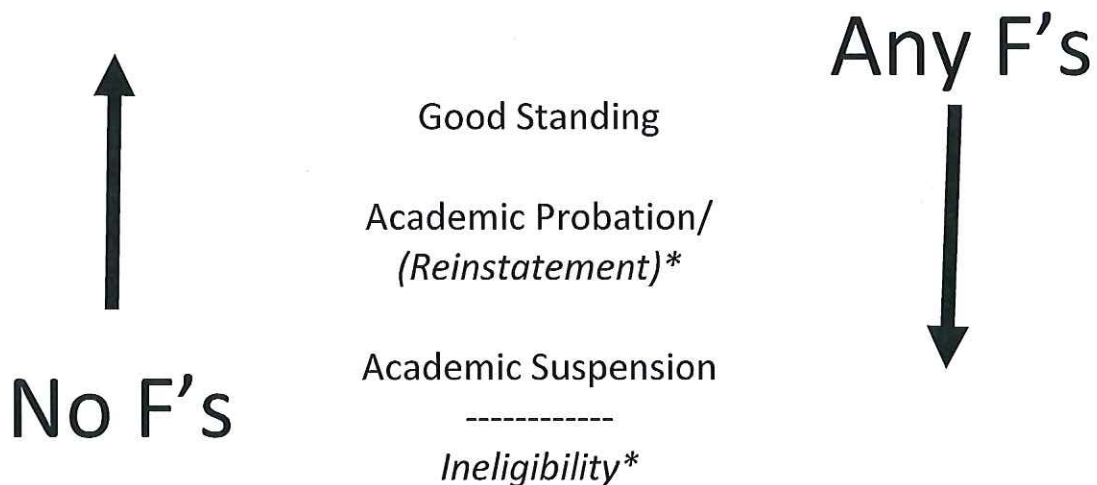 Any F's
Good Standing
Academic Probation/
(Reinstatement)*
Academic Suspension
------------
No F's
Ineligibility*